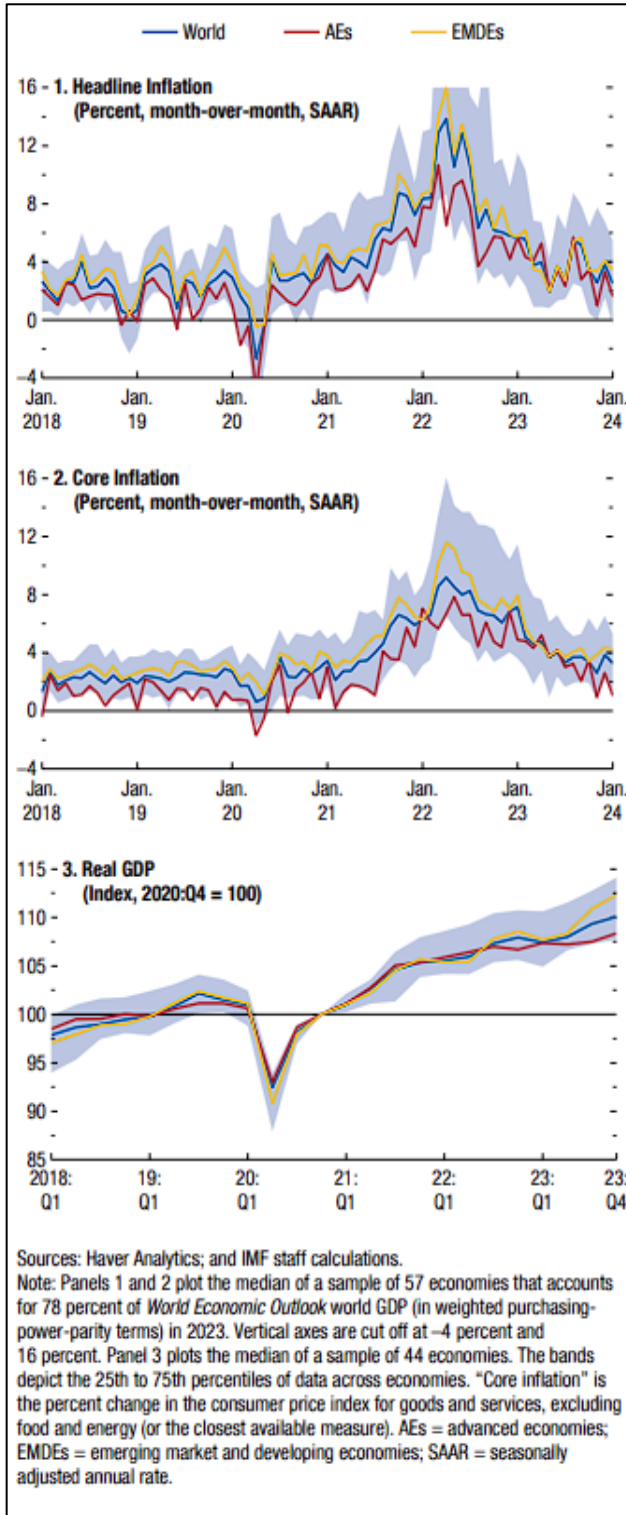 World AEs EMDEs
16 – 1. Headline Inflation
(Percent, month-over-month, SAAR)
12 –
8 –
4 –
0
–4
Jan. Jan. Jan. Jan. Jan. Jan. Jan.
2018 19 20 21 22 23 24
16 – 2. Core Inflation
(Percent, month-over-month, SAAR)
12 –
8 –
4 –
0
–4
Jan. Jan. Jan. Jan. Jan. Jan. Jan.
2018 19 20 21 22 23 24
115 – 3. Real GDP
(Index, 2020:Q4 = 100)
110 –
105 –
100
95 –
90 –
85
2018: 19: 20: 21: 22: 23: 23:
Q1 Q1 Q1 Q1 Q1 Q1 Q4
Sources: Haver Analytics; and IMF staff calculations.
Note: Panels 1 and 2 plot the median of a sample of 57 economies that accounts
for 78 percent of World Economic Outlook world GDP (in weighted purchasing-
power-parity terms) in 2023. Vertical axes are cut off at –4 percent and
16 percent. Panel 3 plots the median of a sample of 44 economies. The bands
depict the 25th to 75th percentiles of data across economies. “Core inflation” is
the percent change in the consumer price index for goods and services, excluding
food and energy (or the closest available measure). AEs = advanced economies;
EMDEs = emerging market and developing economies; SAAR = seasonally
adjusted annual rate.